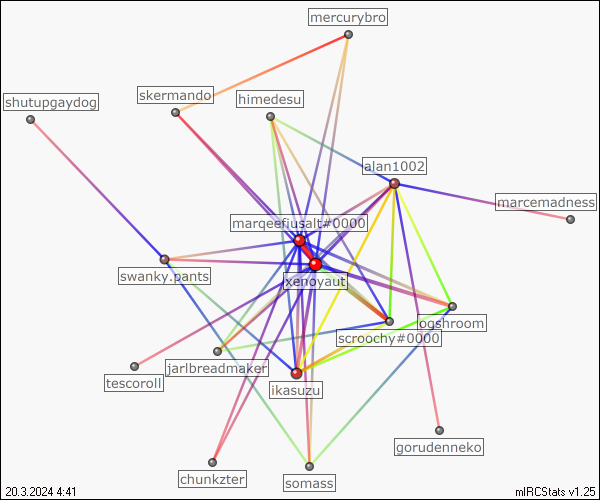 mercurybro
skermando
himedesu
shutupgaydog
alan1002
marcemadness
marqeefiusalt#0000
swanky.pants
xenoyaut
ogshroom
scroochy#0000
jarlbreadmaker
tescoroll
ikasuzu
gorudenneko
chunkzter
somass
20.3.2024 4:41
mIRCStats v1.25